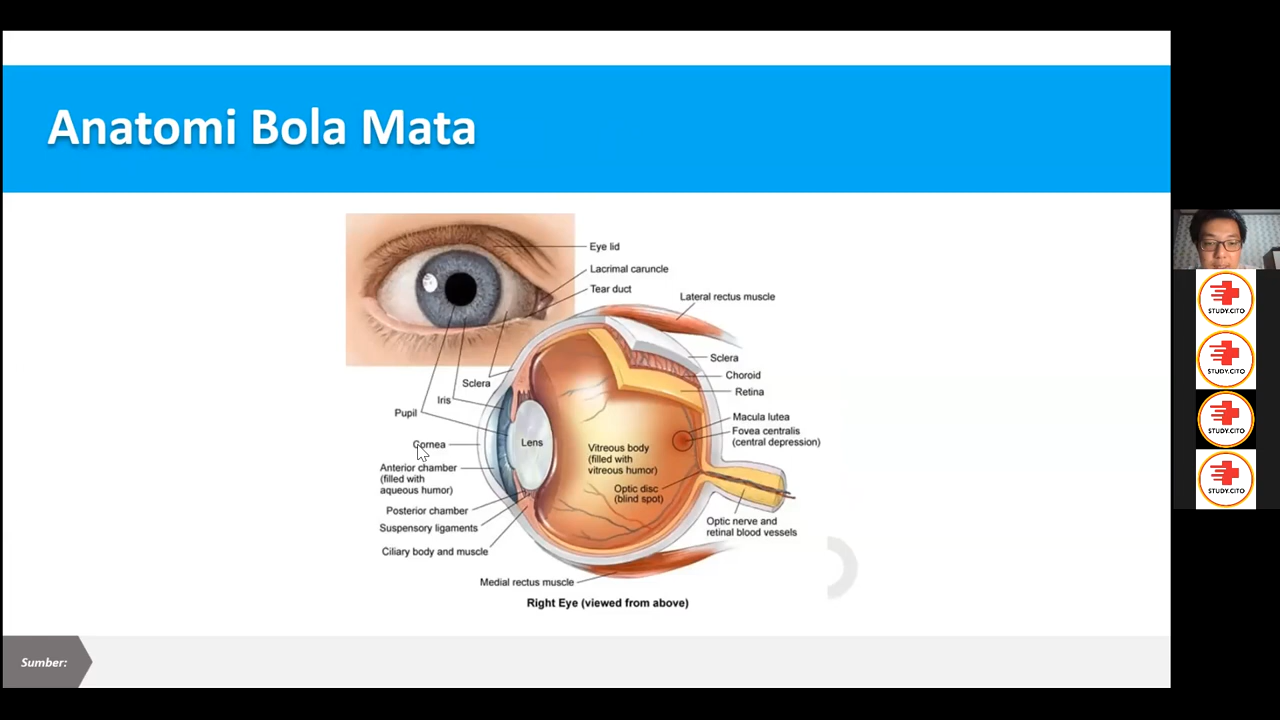 Anatomi Bola Mata
Eye lid
Lacrimal caruncle
Tear duct
Lateral rectus muscle
Sclera
Choroid
Retina
Macula lutea
Fovea centralis
(central depression)
Sclera
Iris
Pupil
Cornea
Lens
Vitreous body
(filled with
vitreous humor)
Anterior chamber
(filled with
aqueous humor)
Optic disc
(blind spot)
Posterior chamber
Suspensory ligaments
Ciliary body and muscle
Optic nerve and
retinal blood vessels
Medial rectus muscle
Right Eye (viewed from above)
Sumber:
STUDY.CITO
STUDY.CITO
STUDY.CITO
STUDY.CITO